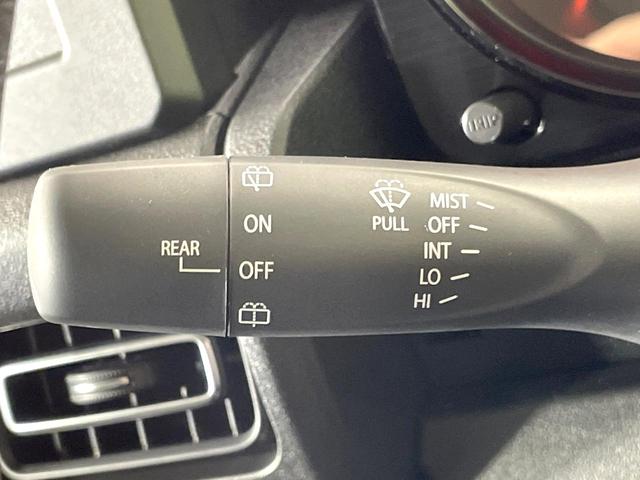 TRIP
REAR
ON
OFF
PULL
MIST
OFF
INT
LO
HI